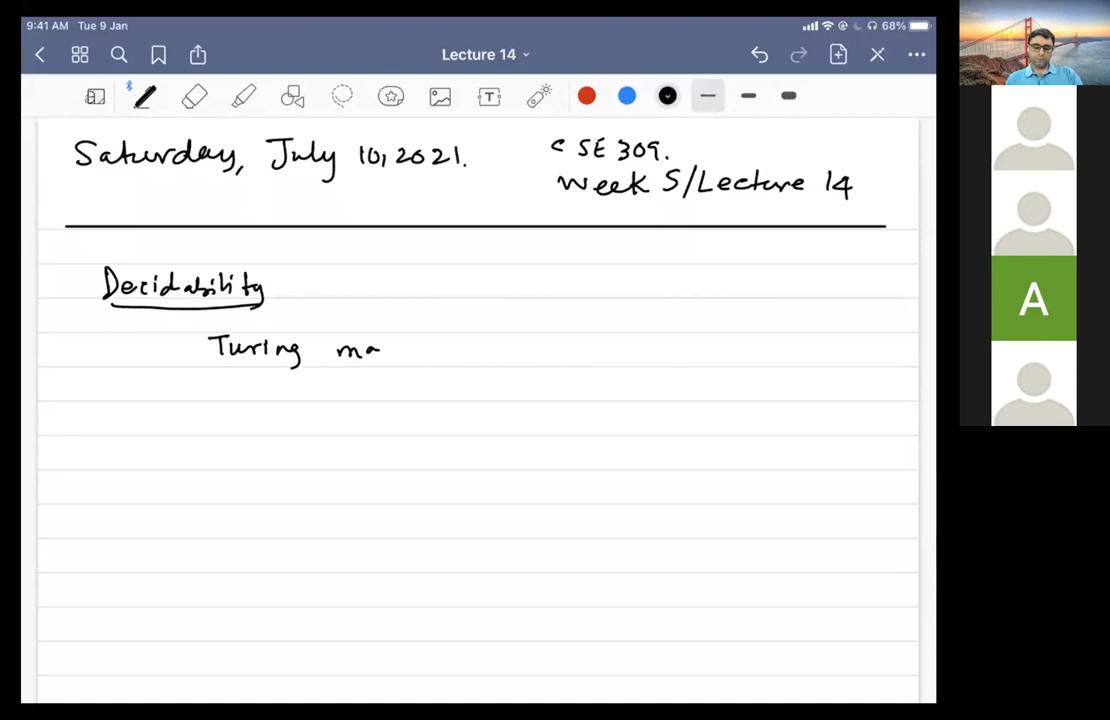 9:41 AM Tue 9 Jan 68%
Lecture 14
Saturday, July 10, 2021.
CSE 309.
Week 5/Lecture 14
Decidability
Turing ma
A